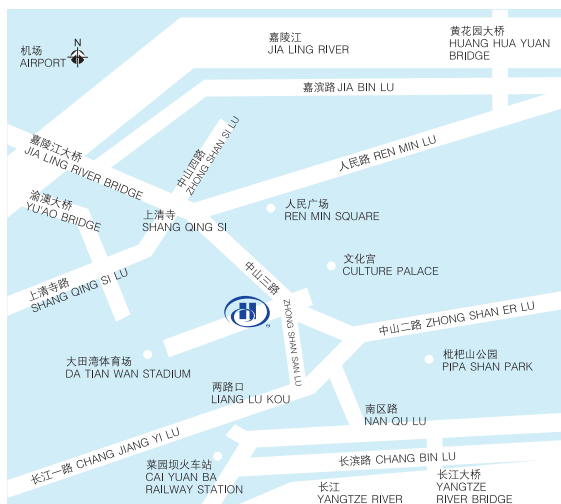 嘉陵江
JIA LING RIVER
黄花园大桥
HUANG HUA YUAN
BRIDGE
机场
AIRPORT
N
嘉滨路 JIA BIN LU
嘉陵江大桥
JIA LING RIVER BRIDGE
中山四路
ZHONG SHAN SI LU
人民路 REN MIN LU
渝澳大桥
YU'AO BRIDGE
上清寺
SHANG QING SI
人民广场
REN MIN SQUARE
文化宫
CULTURE PALACE
上清寺路
SHANG QING SI LU
中山三路
ZHONG SHAN SAN LU
中山二路 ZHONG SHAN ER LU
大田湾体育场
DA TIAN WAN STADIUM
枇杷山公园
PIPA SHAN PARK
两路口
LIANG LU KOU
南区路
NAN QU LU
长江一路 CHANG JIANG YI LU
菜园坝火车站
CAI YUAN BA
RAILWAY STATION
长滨路 CHANG BIN LU
长江
YANGTZE RIVER
长江大桥
YANGTZE
RIVER BRIDGE